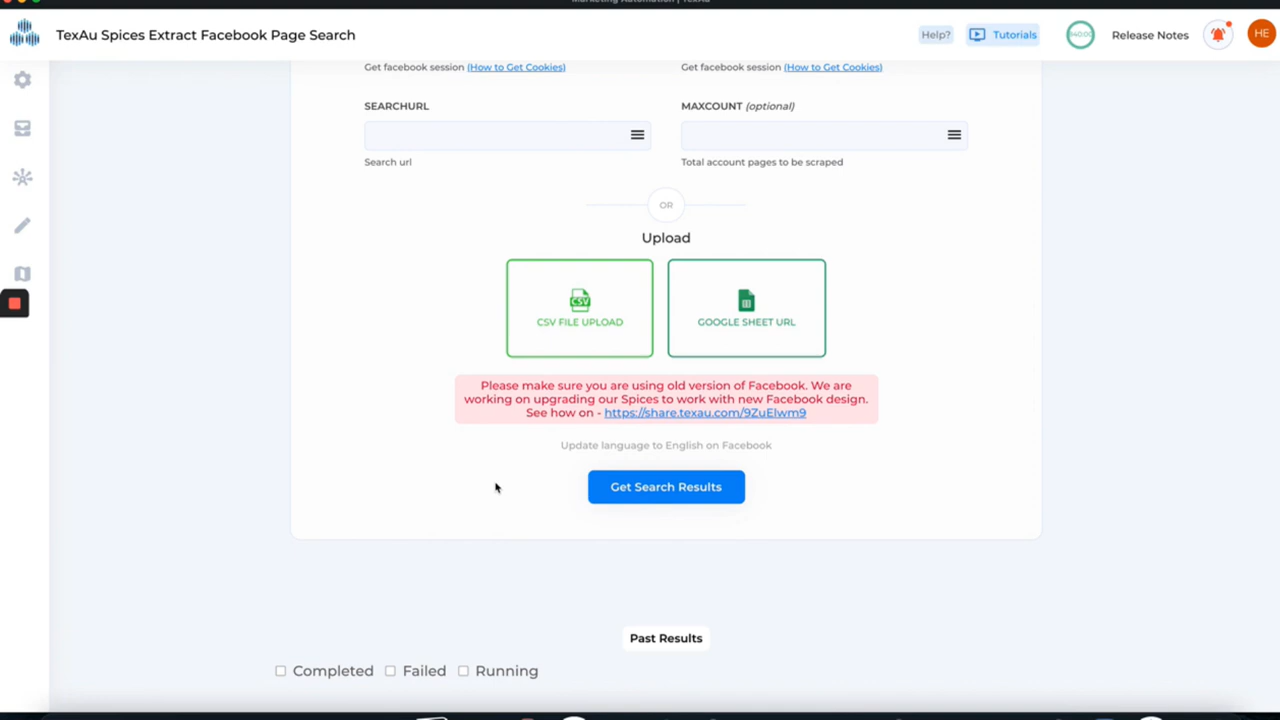 Marketing Automation | TexAu
TexAu Spices Extract Facebook Page Search
Help?
Tutorials
Release Notes
HE
Get facebook session (How to Get Cookies)
Get facebook session (How to Get Cookies)
SEARCHURL
MAXCOUNT (optional)
Search url
Total account pages to be scraped
OR
Upload
CSV
CSV FILE UPLOAD
GOOGLE SHEET URL
Please make sure you are using old version of Facebook. We are
working on upgrading our Spices to work with new Facebook design.
See how on - https://share.texau.com/9ZuElwm9
Update language to English on Facebook
Get Search Results
Past Results
Completed
Failed
Running